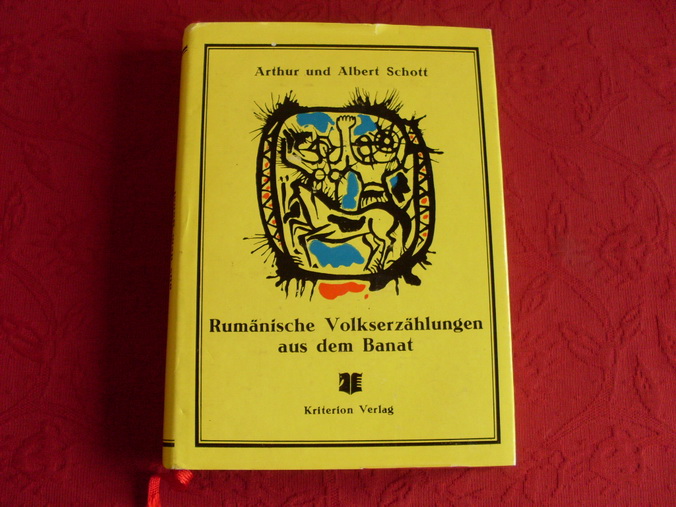 Arthur und Albert Schott
Rumänische Volkserzählungen
aus dem Banat
Kriterion Verlag